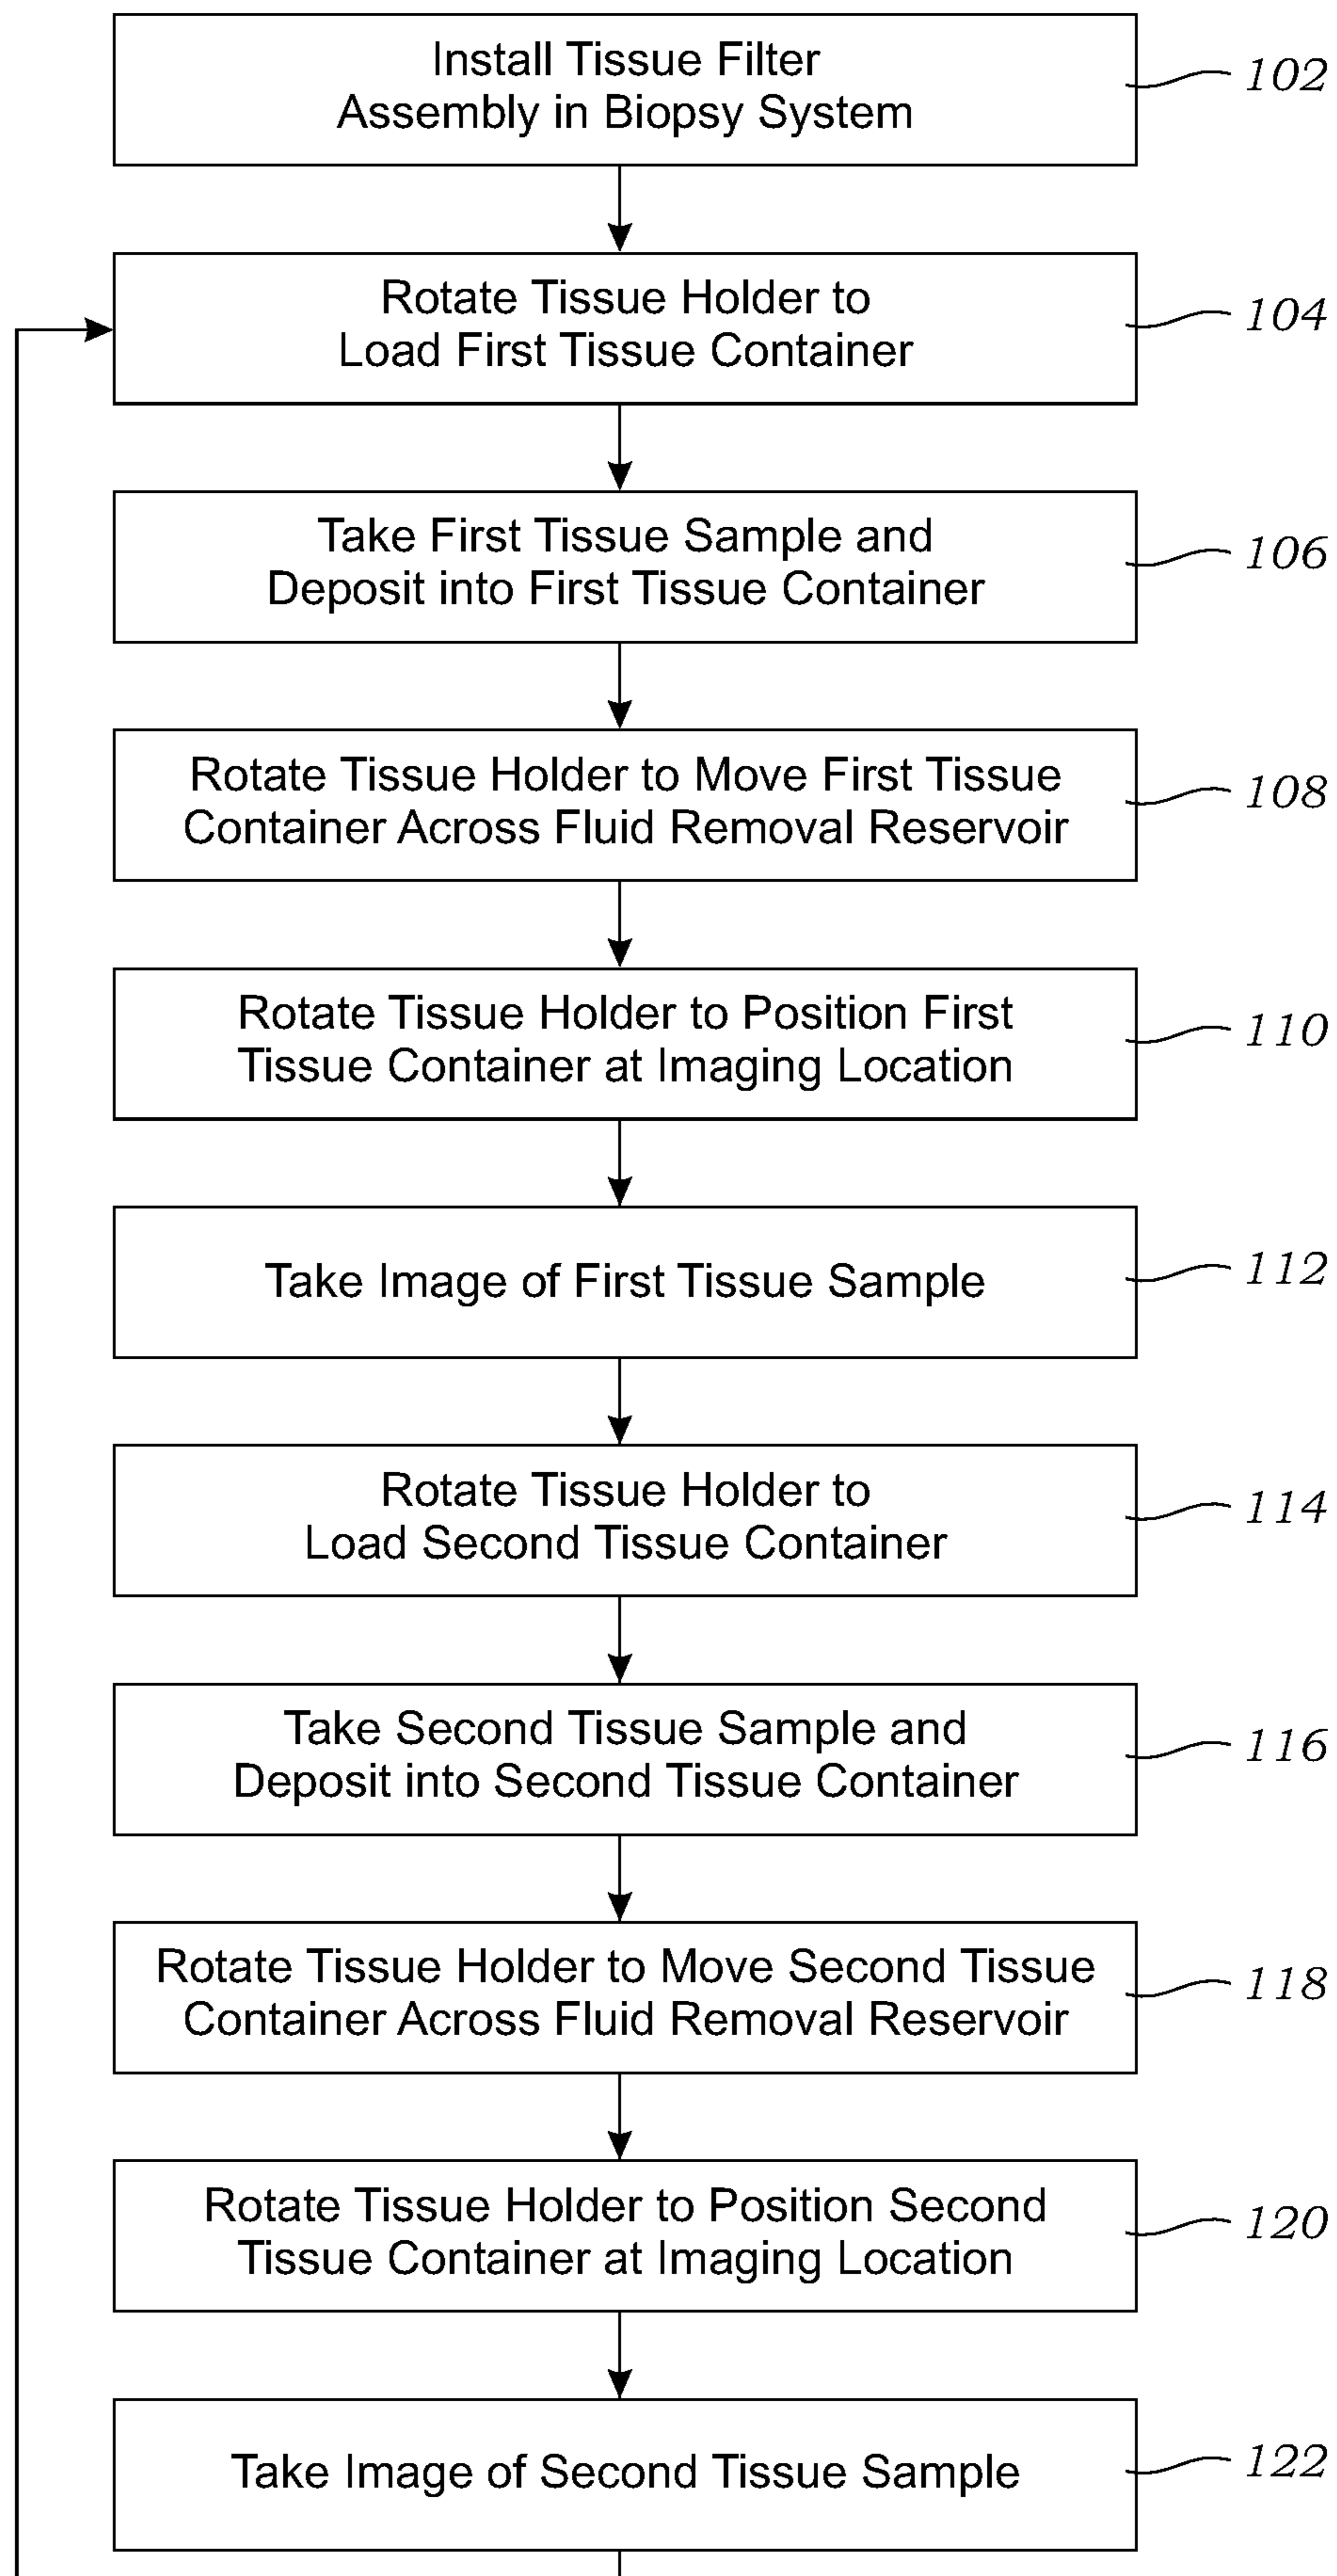 Install Tissue Filter
Assembly in Biopsy System
102
Rotate Tissue Holder to
Load First Tissue Container
104
Take First Tissue Sample and
Deposit into First Tissue Container
106
Rotate Tissue Holder to Move First Tissue
Container Across Fluid Removal Reservoir
108
Rotate Tissue Holder to Position First
Tissue Container at Imaging Location
110
Take Image of First Tissue Sample
112
Rotate Tissue Holder to
Load Second Tissue Container
114
Take Second Tissue Sample and
Deposit into Second Tissue Container
116
Rotate Tissue Holder to Move Second Tissue
Container Across Fluid Removal Reservoir
118
Rotate Tissue Holder to Position Second
Tissue Container at Imaging Location
120
Take Image of Second Tissue Sample
122